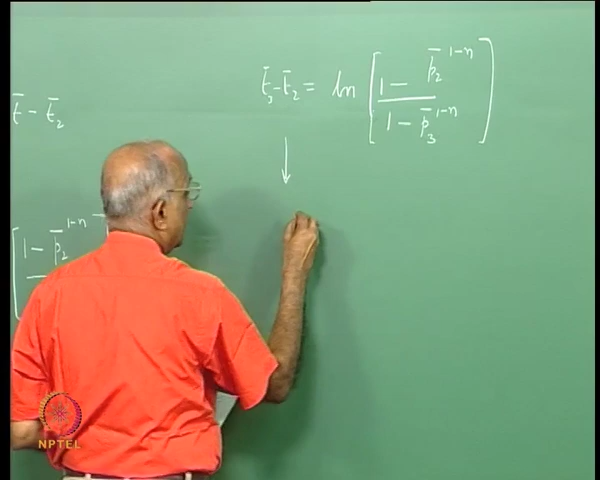 t̄ - t̄₂
[1 - p̄₂^{1-n}
t̄₃ - t̄₂ = ln [ (1 - p̄₂^{1-n}) / (1 - p̄₃^{1-n}) ]
↓
NPTEL